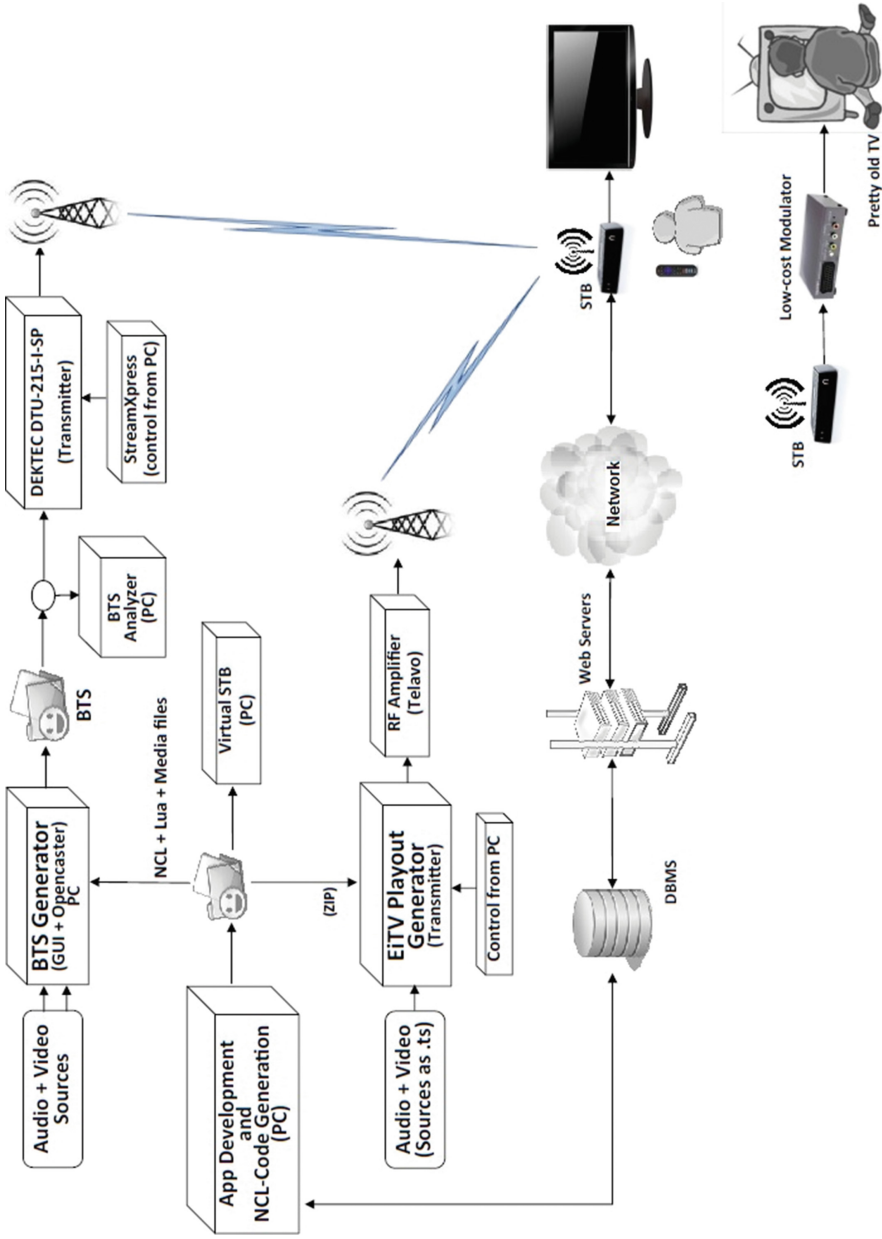 Audio + Video
Sources
BTS Generator
(GUI + Opencaster)
PC
BTS
BTS
Analyzer
(PC)
DEKTEC DTU-215-I-SP
(Transmitter)
StreamXpress
(control from PC)
App Development
and
NCL-Code Generation
(PC)
NCL + Lua + Media files
(ZIP)
Virtual STB
(PC)
Audio + Video
(Sources as .ts)
EiTV Playout
Generator
(Transmitter)
Control from PC
RF Amplifier
(Telavo)
DBMS
Web Servers
Network
STB
STB
Low-cost Modulator
Pretty old TV